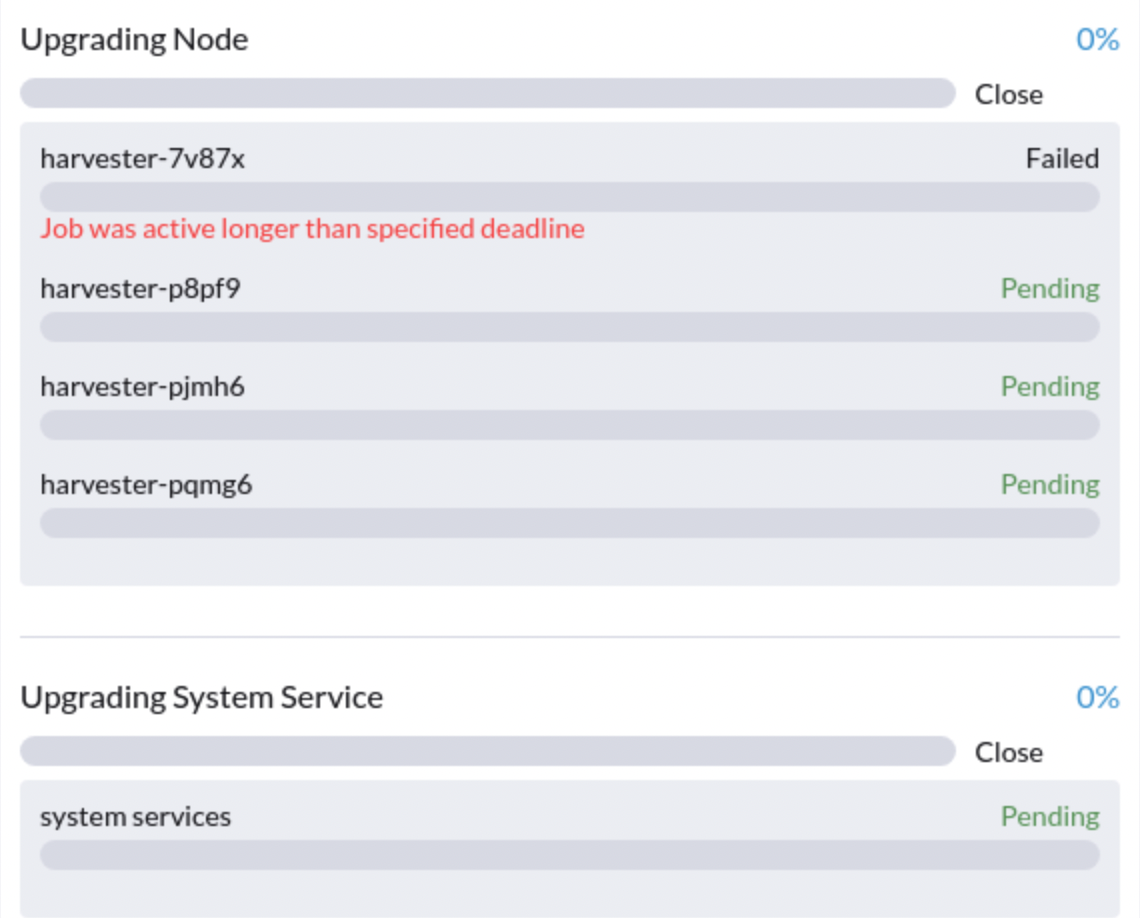 Upgrading Node 0%
Close
harvester-7v87x Failed
Job was active longer than specified deadline
harvester-p8pf9 Pending
harvester-pjmh6 Pending
harvester-pqmg6 Pending
Upgrading System Service 0%
Close
system services Pending